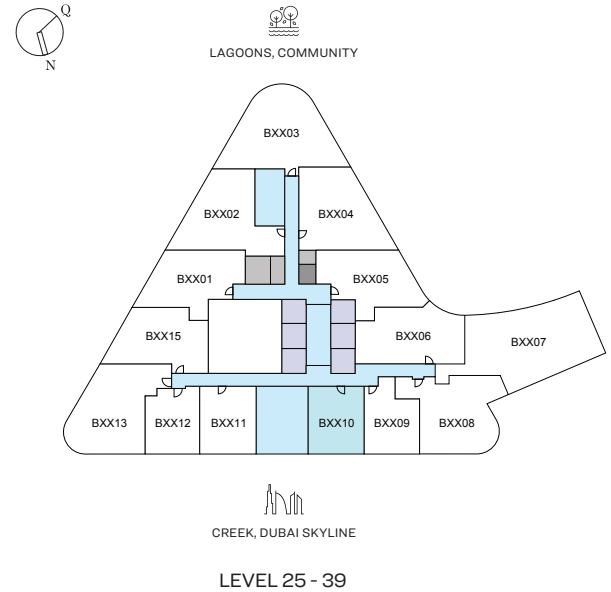 Q
N
LAGOONS, COMMUNITY
BXX03
BXX02 BXX04
BXX01 BXX05
BXX15 BXX06 BXX07
BXX13 BXX12 BXX11 BXX10 BXX09 BXX08
CREEK, DUBAI SKYLINE
LEVEL 25 - 39